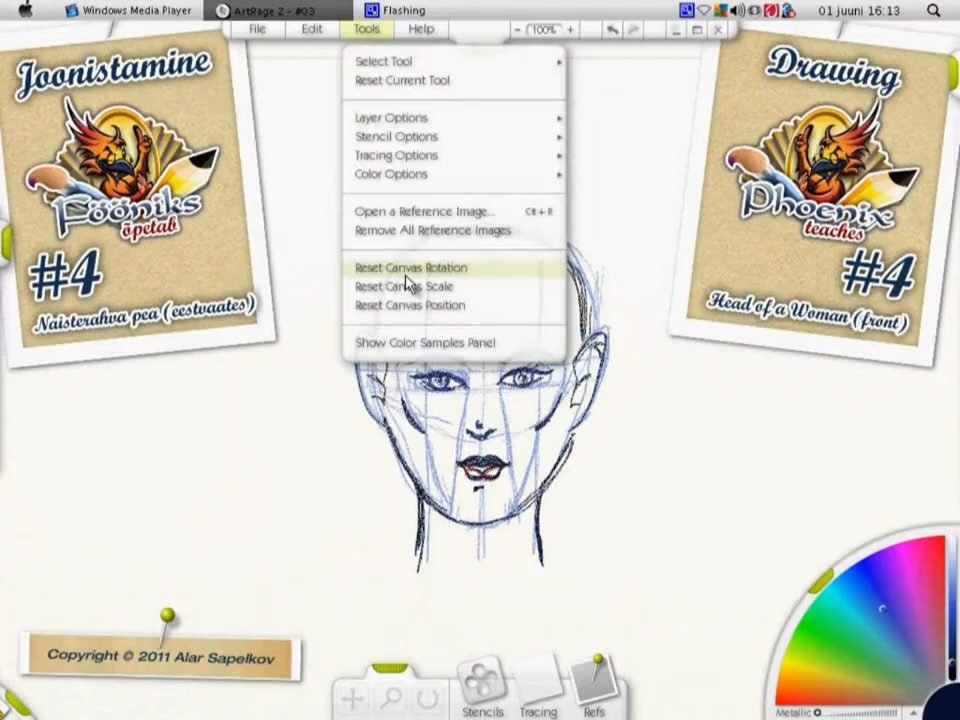 Windows Media Player
ArtRage 2 - #03
Flashing
01 juuni 16:13
File
Edit
Tools
Help
100%
Select Tool
Reset Current Tool
Layer Options
Stencil Options
Tracing Options
Color Options
Open a Reference Image...
Ctl + R
Remove All Reference Images
Reset Canvas Rotation
Reset Canvas Scale
Reset Canvas Position
Show Color Samples Panel
Joonistamine
Fööniks
õpetab
#4
Naisterahva pea (eestvaates)
Drawing
Phoenix
teaches
#4
Head of a Woman (front)
Copyright © 2011 Alar Sapelkov
Stencils
Tracing
Refs
Metallic